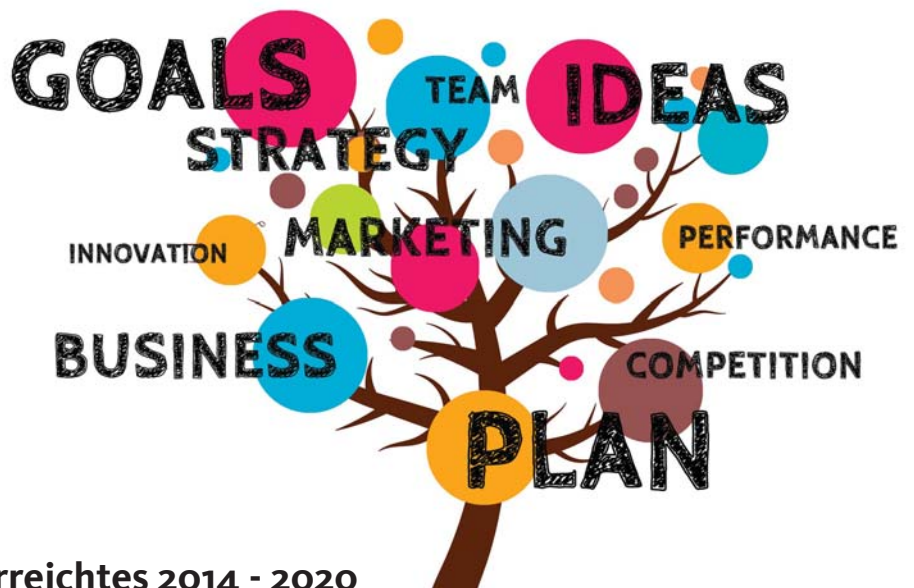 GOALS
TEAM
IDEAS
STRATEGY
INNOVATION
MARKETING
PERFORMANCE
BUSINESS
COMPETITION
PLAN
rreichtes 2014 - 2020